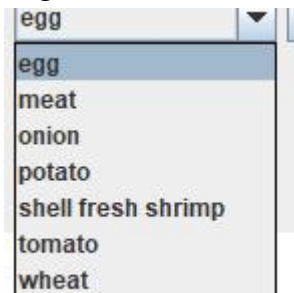 egg
egg
meat
onion
potato
shell fresh shrimp
tomato
wheat